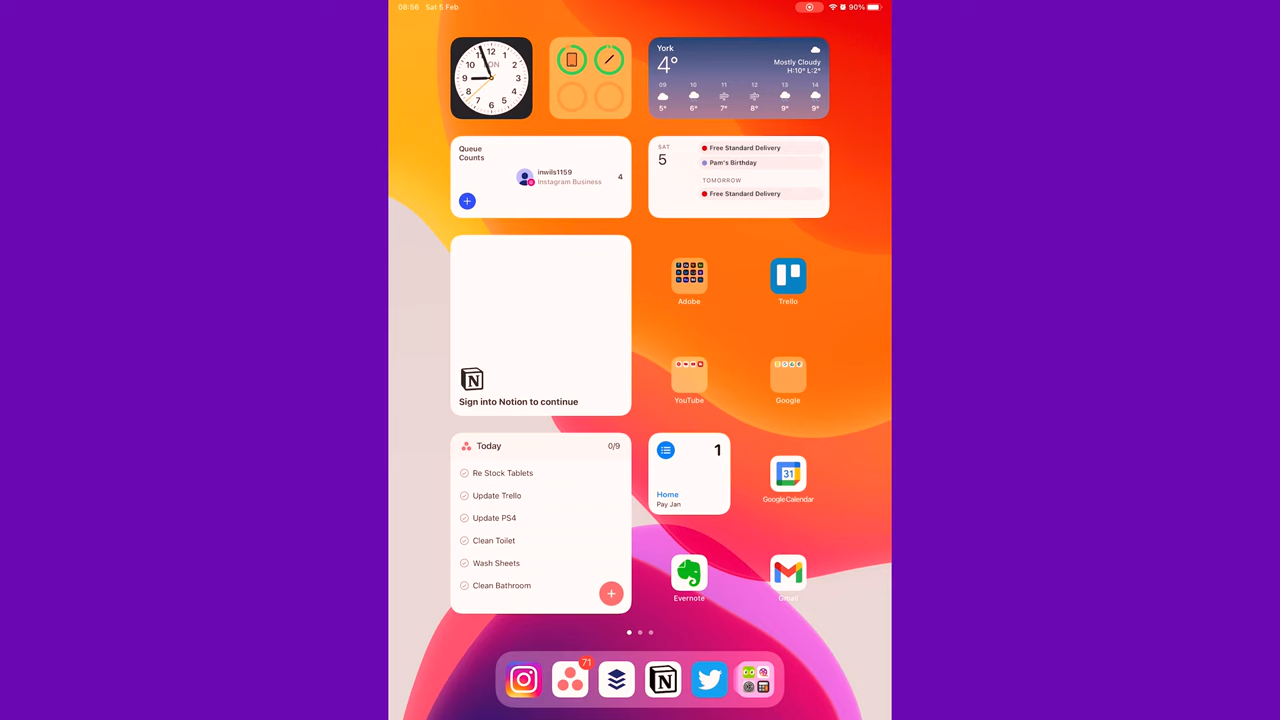 08:56 Sat 5 Feb
90%
12
11
1
10
LON
2
9
3
8
4
7
5
6
York
4°
Mostly Cloudy
H:10° L:2°
09 10 11 12 13 14
5° 6° 7° 8° 9° 9°
Queue
Counts
inwils1159
Instagram Business
4
SAT
5
Free Standard Delivery
Pam's Birthday
TOMORROW
Free Standard Delivery
Sign into Notion to continue
Adobe
Trello
YouTube
Google
Today 0/9
Re Stock Tablets
Update Trello
Update PS4
Clean Toilet
Wash Sheets
Clean Bathroom
1
Home
Pay Jan
31
Google Calendar
Evernote
Gmail
71